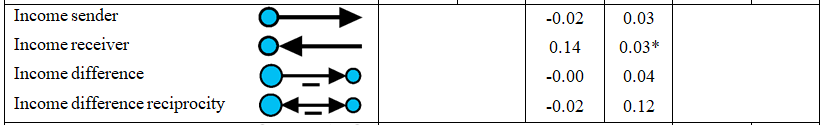 Income sender -0.02 0.03
Income receiver 0.14 0.03*
Income difference -0.00 0.04
Income difference reciprocity -0.02 0.12